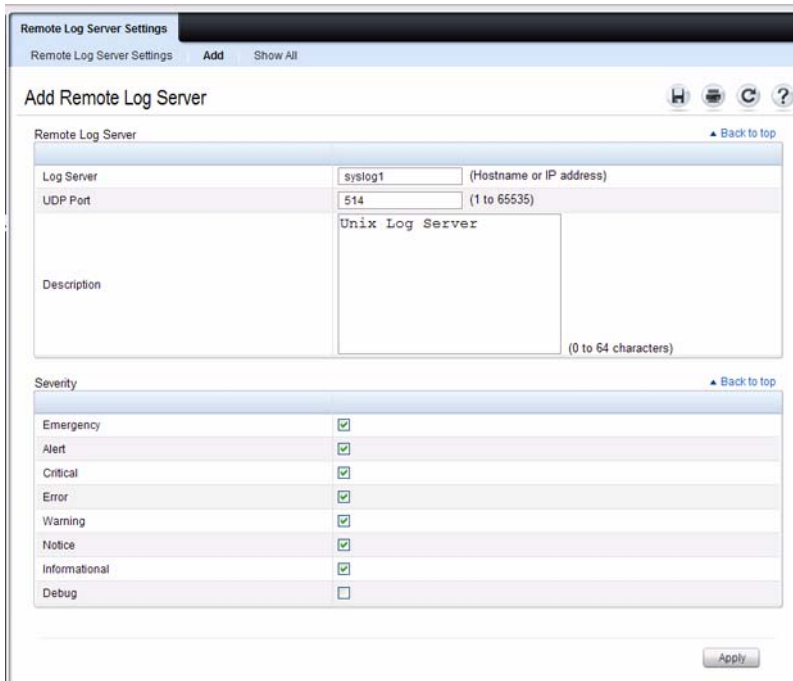 Remote Log Server Settings
Remote Log Server Settings Add Show All
Add Remote Log Server
Remote Log Server Back to top
Log Server syslog1 (Hostname or IP address)
UDP Port 514 (1 to 65535)
Unix Log Server
Description
(0 to 64 characters)
Severity Back to top
Emergency
Alert
Critical
Error
Warning
Notice
Informational
Debug
Apply